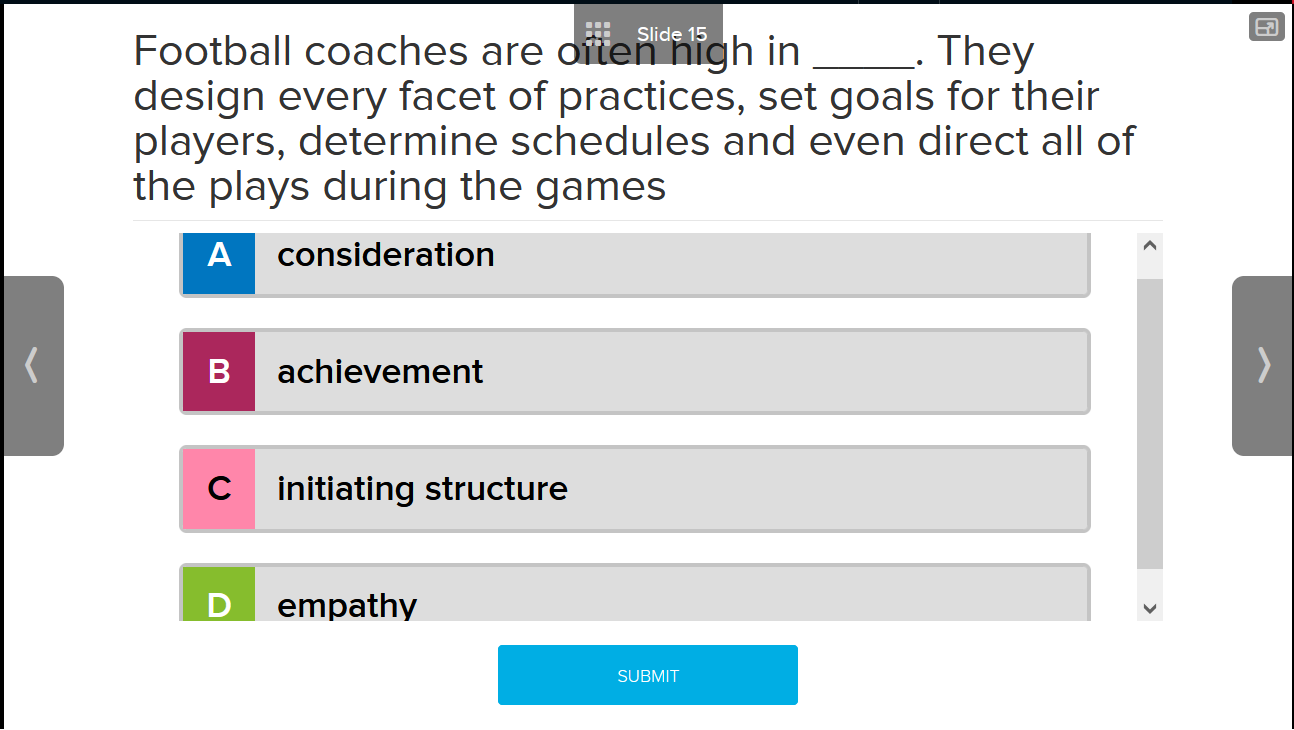 Slide 15
Football coaches are often high in _____. They
design every facet of practices, set goals for their
players, determine schedules and even direct all of
the plays during the games
A consideration
B achievement
C initiating structure
D empathy
SUBMIT